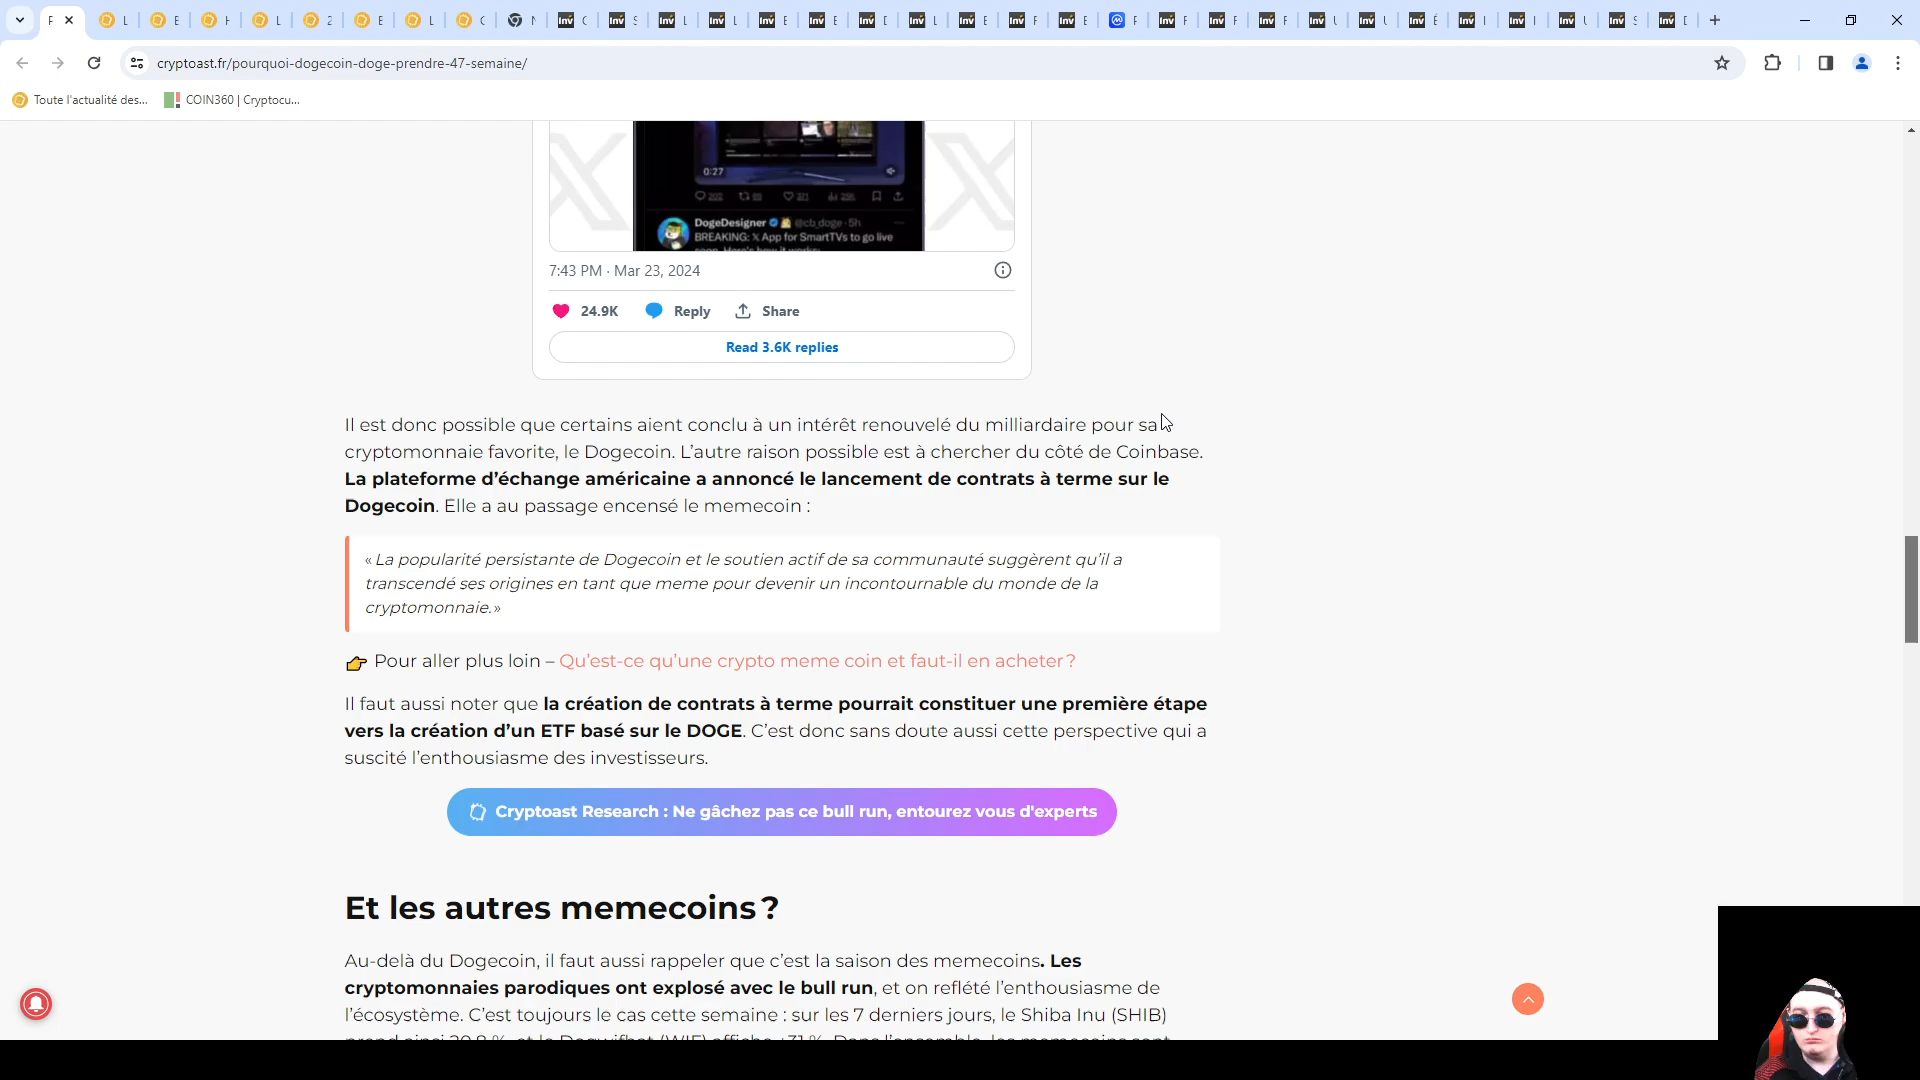 cryptoast.fr/pourquoi-dogecoin-doge-prendre-47-semaine/
Toute l'actualité des...
COIN360 | Cryptocu...
0:27
DogeDesigner @cb_doge · 5h
BREAKING: X App for SmartTVs to go live
7:43 PM · Mar 23, 2024
24.9K Reply Share
Read 3.6K replies
Il est donc possible que certains aient conclu à un intérêt renouvelé du milliardaire pour sa
cryptomonnaie favorite, le Dogecoin. L'autre raison possible est à chercher du côté de Coinbase.
La plateforme d'échange américaine a annoncé le lancement de contrats à terme sur le
Dogecoin. Elle a au passage encensé le memecoin :
« La popularité persistante de Dogecoin et le soutien actif de sa communauté suggèrent qu'il a
transcendé ses origines en tant que meme pour devenir un incontournable du monde de la
cryptomonnaie. »
👉 Pour aller plus loin – Qu'est-ce qu'une crypto meme coin et faut-il en acheter ?
Il faut aussi noter que la création de contrats à terme pourrait constituer une première étape
vers la création d'un ETF basé sur le DOGE. C'est donc sans doute aussi cette perspective qui a
suscité l'enthousiasme des investisseurs.
Cryptoast Research : Ne gâchez pas ce bull run, entourez vous d'experts
Et les autres memecoins ?
Au-delà du Dogecoin, il faut aussi rappeler que c'est la saison des memecoins. Les
cryptomonnaies parodiques ont explosé avec le bull run, et on reflété l'enthousiasme de
l'écosystème. C'est toujours le cas cette semaine : sur les 7 derniers jours, le Shiba Inu (SHIB)